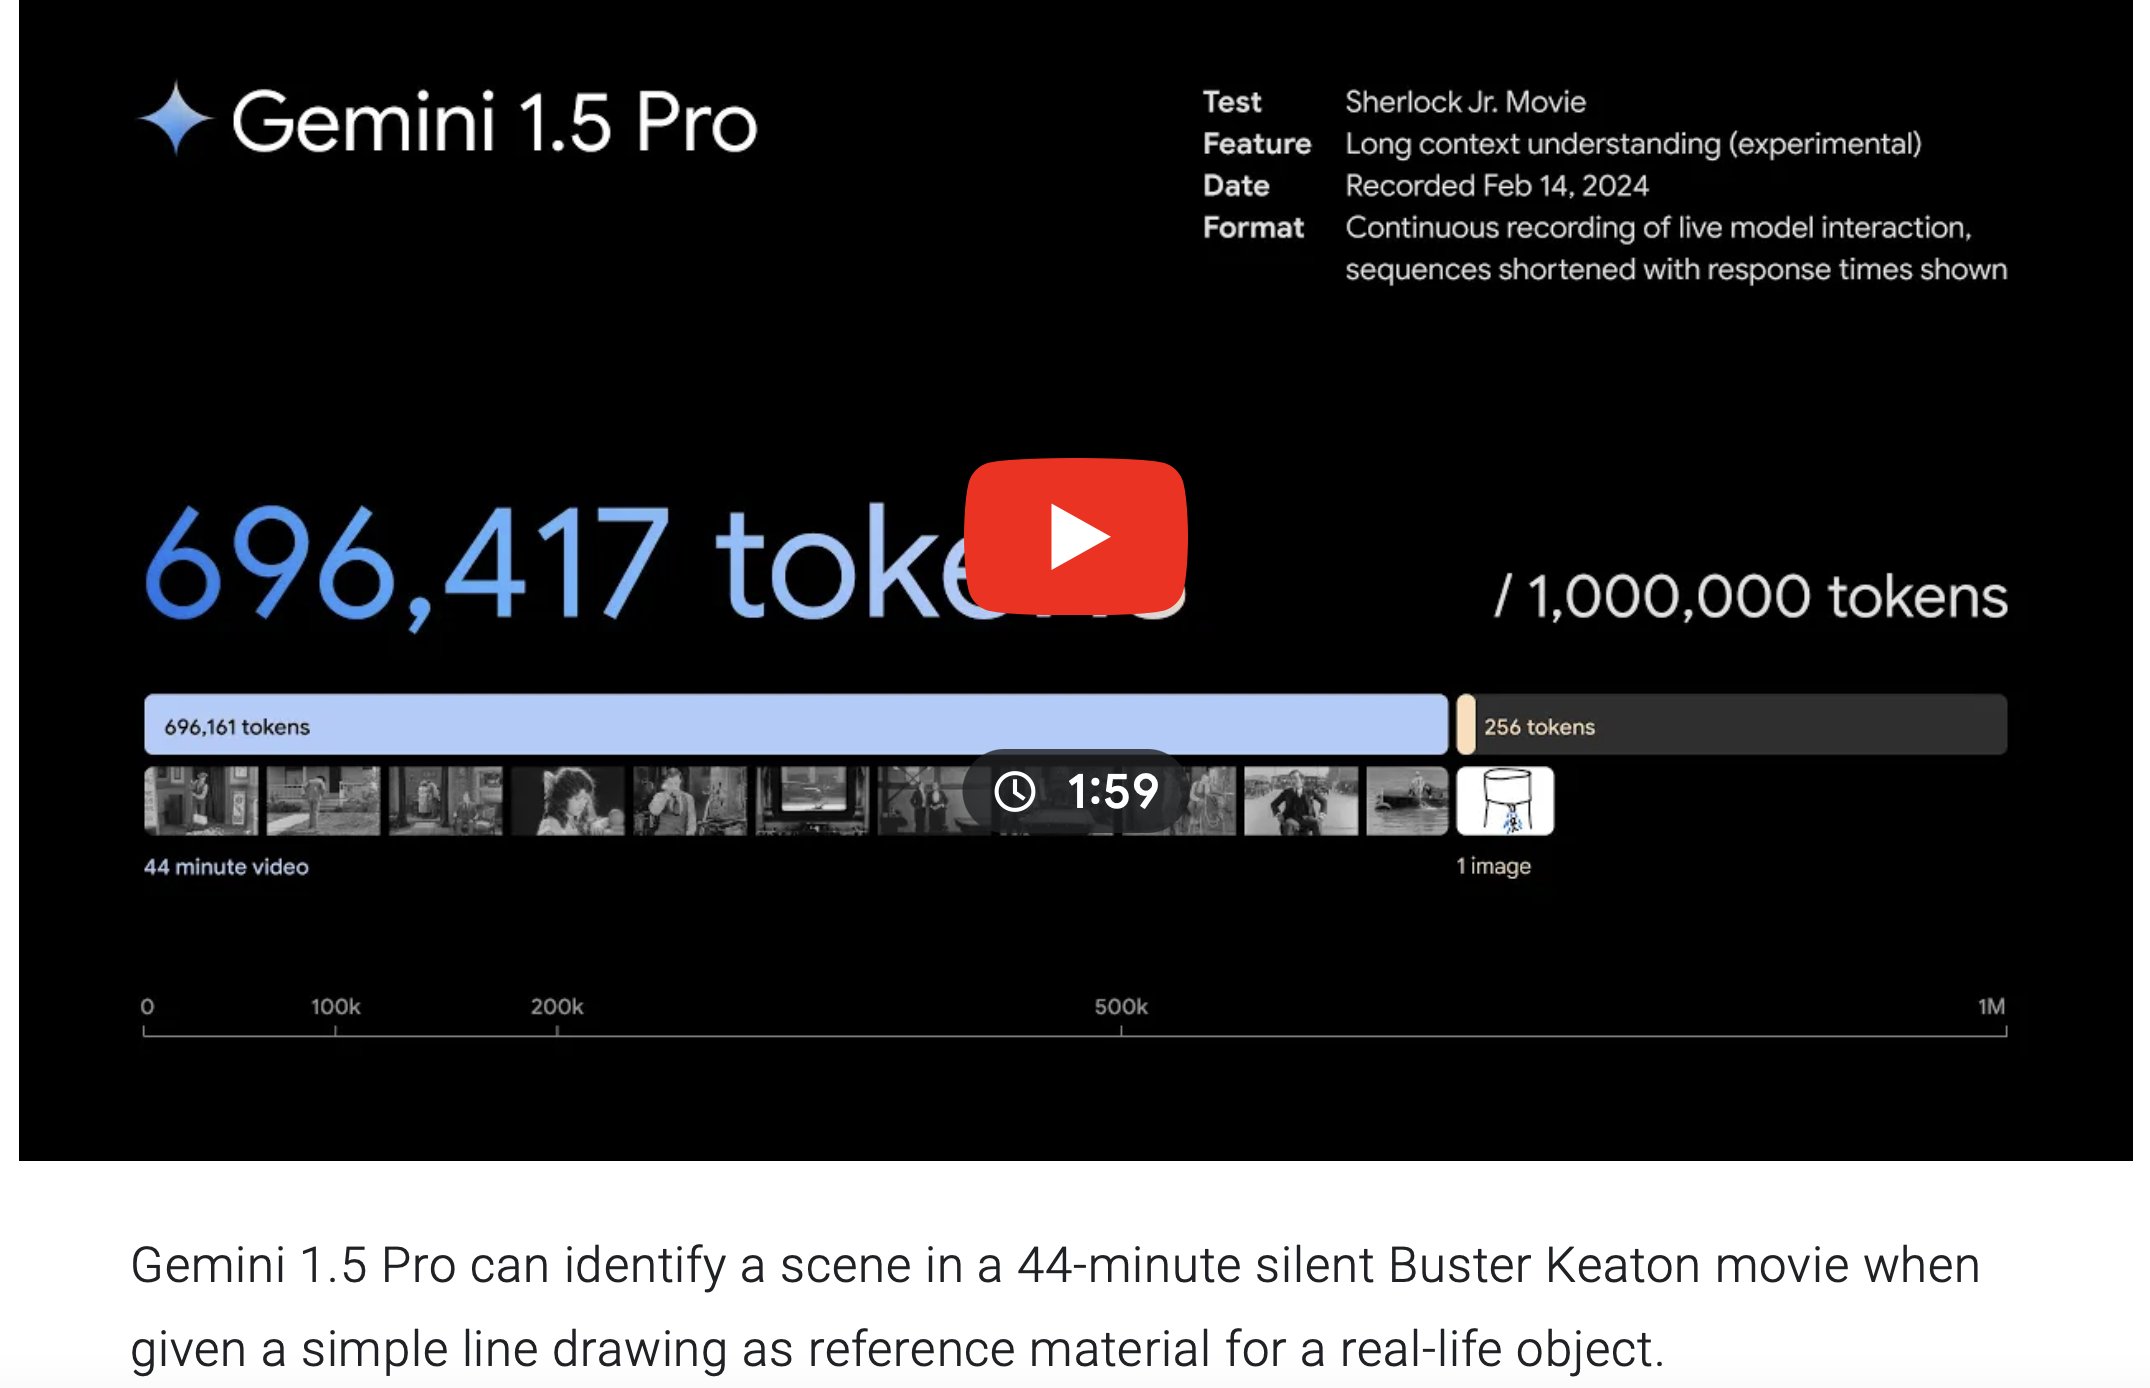 Gemini 1.5 Pro
Test Sherlock Jr. Movie
Feature Long context understanding (experimental)
Date Recorded Feb 14, 2024
Format Continuous recording of live model interaction,
sequences shortened with response times shown
696,417 tokens
/ 1,000,000 tokens
696,161 tokens
256 tokens
1:59
44 minute video
1 image
0 100k 200k 500k 1M
Gemini 1.5 Pro can identify a scene in a 44-minute silent Buster Keaton movie when
given a simple line drawing as reference material for a real-life object.